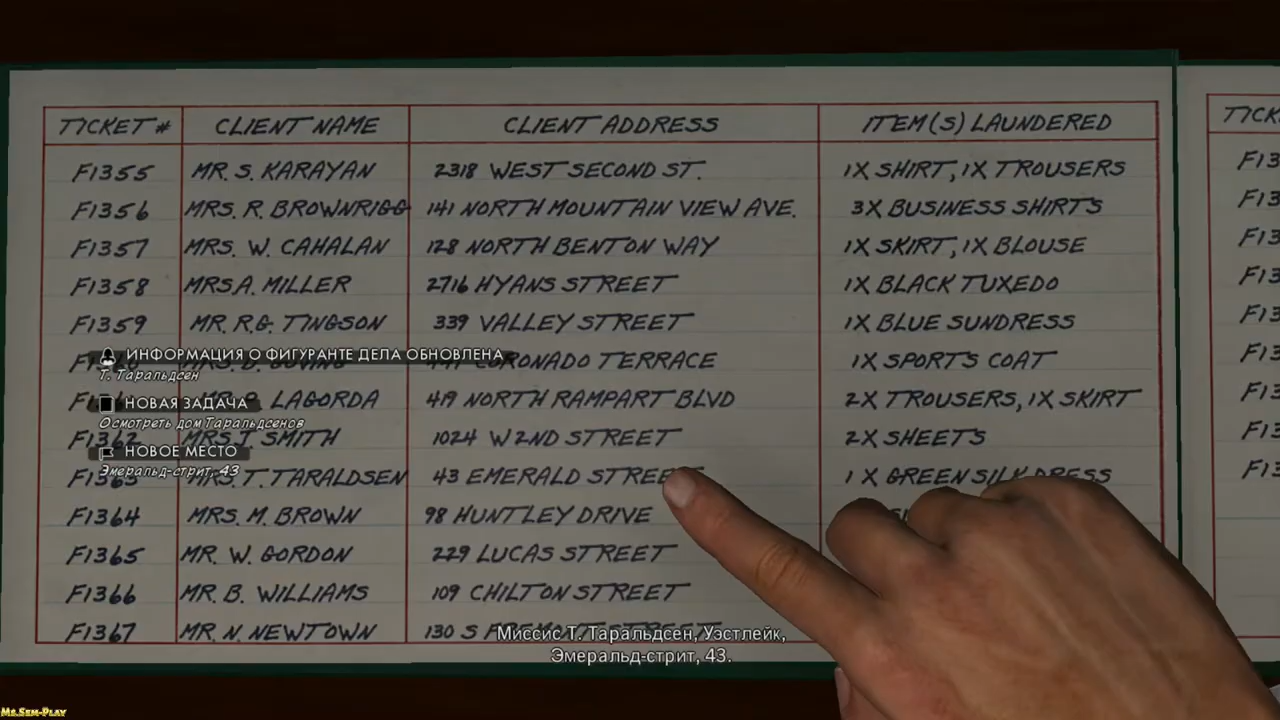 TICKET # CLIENT NAME CLIENT ADDRESS ITEM(S) LAUNDERED
F1355 MR. S. KARAYAN 2318 WEST SECOND ST. 1X SHIRT, 1X TROUSERS
F1356 MRS. R. BROWNRIGG 141 NORTH MOUNTAIN VIEW AVE. 3X BUSINESS SHIRTS
F1357 MRS. W. CAHALAN 128 NORTH BENTON WAY 1X SKIRT, 1X BLOUSE
F1358 MRS A. MILLER 2716 HYANS STREET 1X BLACK TUXEDO
F1359 MR. R.G. TINGSON 339 VALLEY STREET 1X BLUE SUNDRESS
ИНФОРМАЦИЯ О ФИГУРАНТЕ ДЕЛА ОБНОВЛЕНА
CORONADO TERRACE 1X SPORTS COAT
Т. Таральдсен
НОВАЯ ЗАДАЧА
LAGORDA 419 NORTH RAMPART BLVD 2X TROUSERS, 1X SKIRT
Осмотреть дом Таральдсенов
F1362 MRS. T. SMITH 1024 W 2ND STREET 2X SHEETS
НОВОЕ МЕСТО
Эмеральд-стрит, 43
F1363 MRS. T. TARALDSEN 43 EMERALD STREET 1 X GREEN SILK DRESS
F1364 MRS. M. BROWN 98 HUNTLEY DRIVE
F1365 MR. W. GORDON 229 LUCAS STREET
F1366 MR. B. WILLIAMS 109 CHILTON STREET
F1367 MR. N. NEWTOWN 130 S FREMONT STREET
Миссис Т. Таральдсен, Уэстлейк,
Эмеральд-стрит, 43.
Ms.Sem-Play